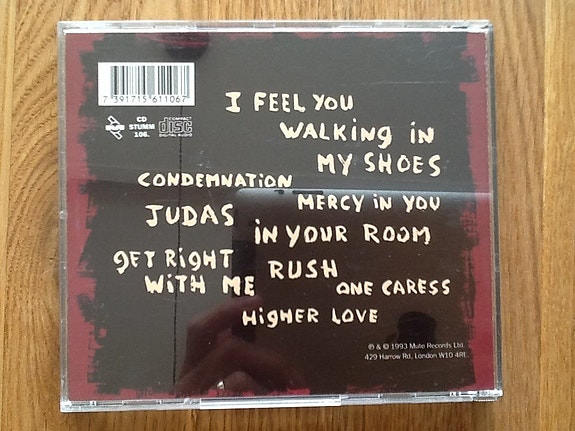 7 391715 611067
CD
STUMM
106.
COMPACT
disc
DIGITAL AUDIO
I FEEL YOU
WALKING iN
MY SHOES
CONDEMNATiON
MERCY iN YOU
JUDAS
iN YOUR ROOM
gET RigHT
WiTH ME
RUSH
ONE CARESS
HigHER LOVE
℗ & © 1993 Mute Records Ltd.
429 Harrow Rd, London W10 4RE.